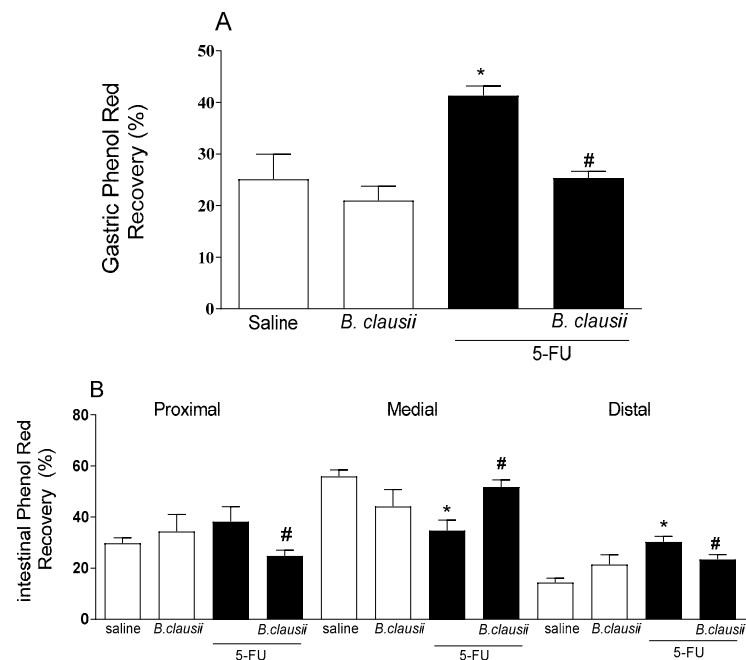 A
Gastric Phenol Red
Recovery (%)
50
40
30
20
10
0
*
#
Saline
B. clausii
B. clausii
5-FU
B
Proximal
Medial
Distal
intestinal Phenol Red
Recovery (%)
80
60
40
20
0
#
*
#
*
#
saline
B.clausii
B.clausii
saline
B.clausii
B.clausii
saline
B.clausii
B.clausii
5-FU
5-FU
5-FU